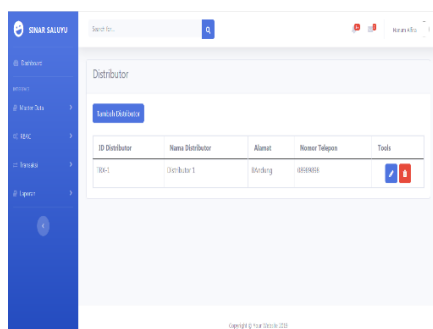 SINAR SALUYU
Search for...
Dashboard
Master Data
Transaksi
Laporan
Distributor
Tambah Distributor
ID Distributor Nama Distributor Alamat Nomor Telepon Tools
Distributor 1
Copyright © Your Website 2019